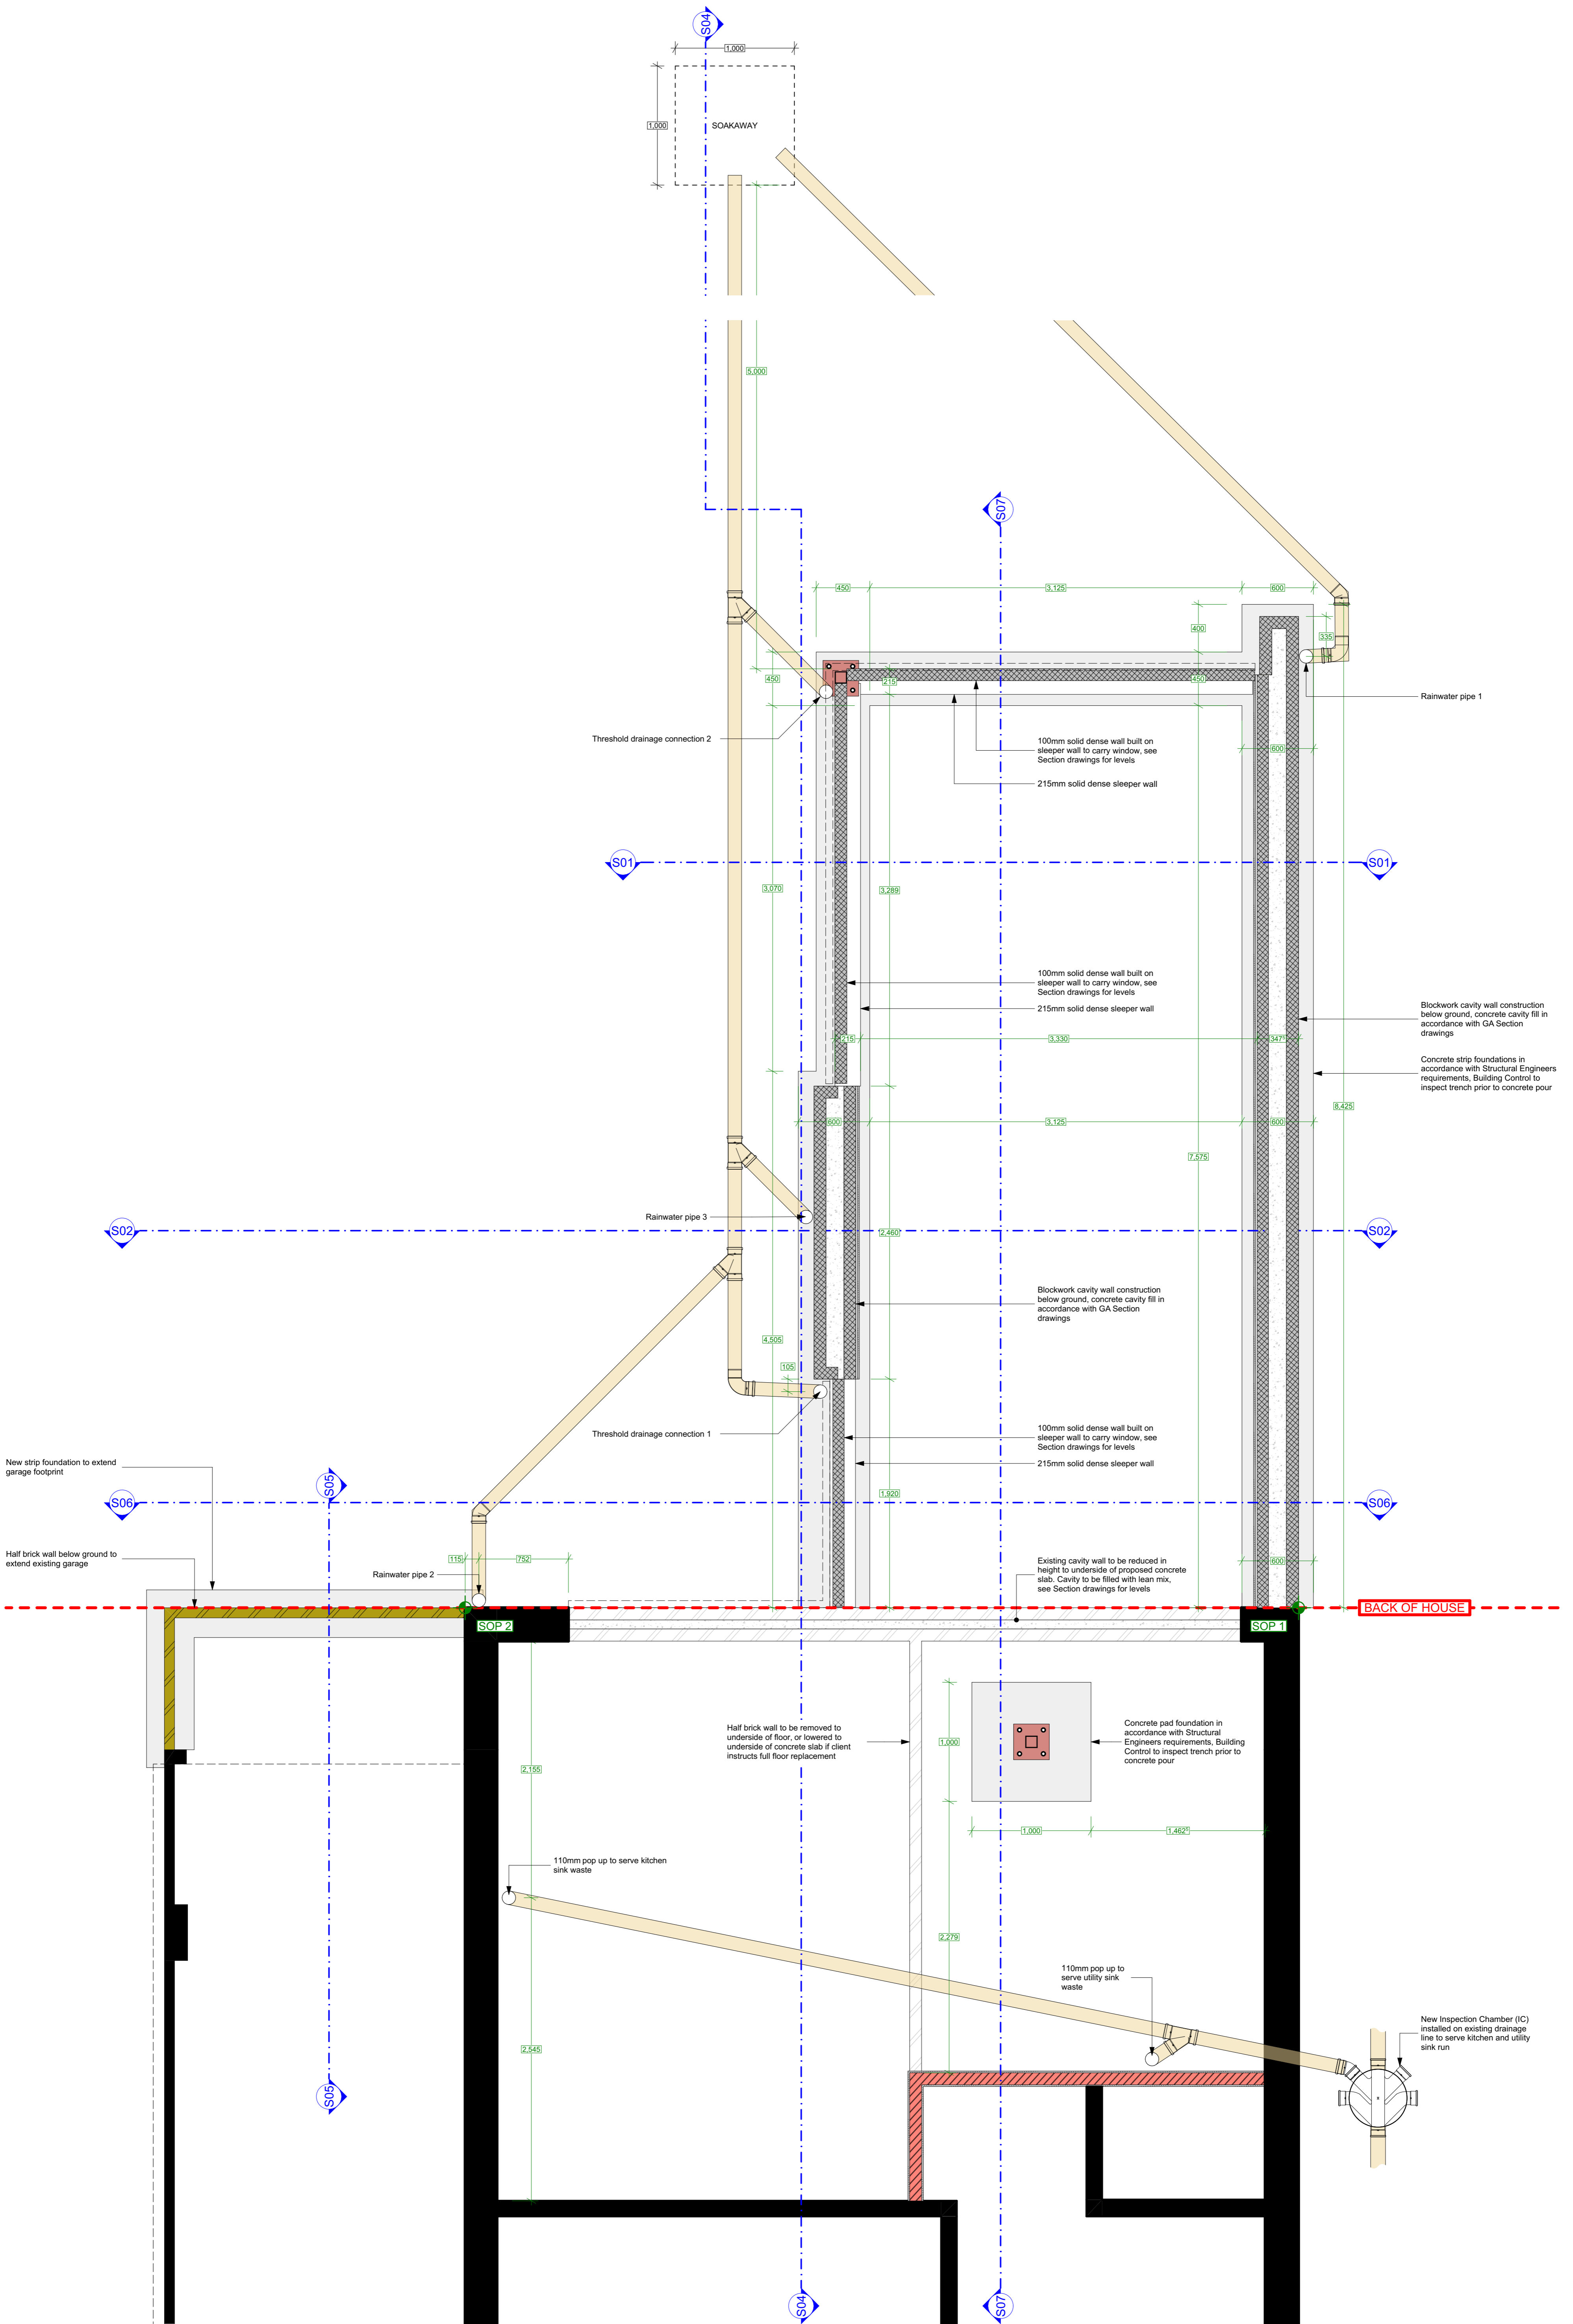 S04
1,000
1,000
SOAKAWAY
5,000
S07
450
3,125
600
400
335
450
215
450
Rainwater pipe 1
Threshold drainage connection 2
100mm solid dense wall built on
sleeper wall to carry window, see
Section drawings for levels
600
215mm solid dense sleeper wall
S01
S01
3,070
3,289
100mm solid dense wall built on
sleeper wall to carry window, see
Section drawings for levels
215mm solid dense sleeper wall
Blockwork cavity wall construction
below ground, concrete cavity fill in
accordance with GA Section
drawings
215
3,330
347⁵
Concrete strip foundations in
accordance with Structural Engineers
requirements, Building Control to
inspect trench prior to concrete pour
8,425
600
3,125
600
7,575
Rainwater pipe 3
S02
S02
2,460
Blockwork cavity wall construction
below ground, concrete cavity fill in
accordance with GA Section
drawings
4,505
105
Threshold drainage connection 1
100mm solid dense wall built on
sleeper wall to carry window, see
Section drawings for levels
215mm solid dense sleeper wall
New strip foundation to extend
garage footprint
S05
1,920
S06
S06
Half brick wall below ground to
extend existing garage
115
752
Rainwater pipe 2
Existing cavity wall to be reduced in
height to underside of proposed concrete
slab. Cavity to be filled with lean mix,
see Section drawings for levels
600
BACK OF HOUSE
SOP 2
SOP 1
Half brick wall to be removed to
underside of floor, or lowered to
underside of concrete slab if client
instructs full floor replacement
1,000
Concrete pad foundation in
accordance with Structural
Engineers requirements, Building
Control to inspect trench prior to
concrete pour
2,155
1,000
1,462⁵
110mm pop up to serve kitchen
sink waste
2,279
110mm pop up to
serve utility sink
waste
New Inspection Chamber (IC)
installed on existing drainage
line to serve kitchen and utility
sink run
2,545
S05
S04
S07